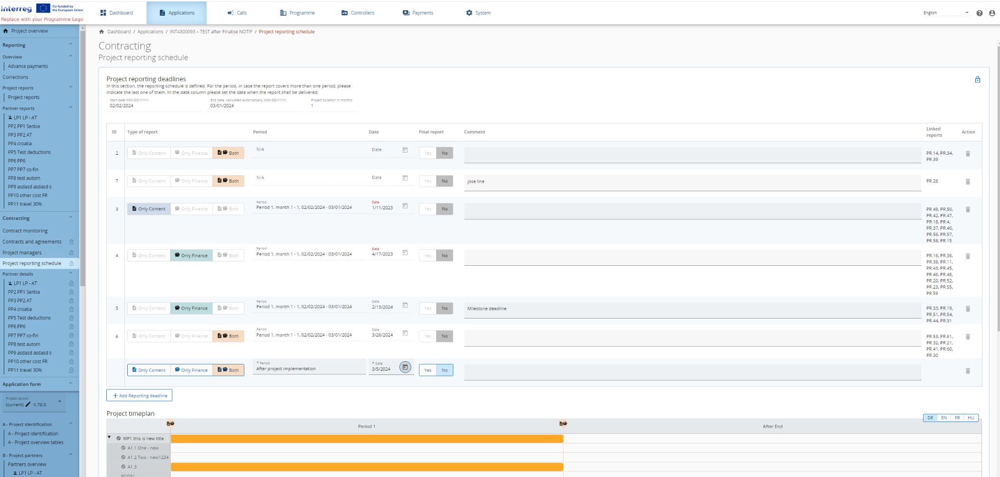 Interreg
Co-funded by
the European Union
Replace with your Programme Logo
Dashboard
Applications
Calls
Programme
Controllers
Payments
System
English
Project overview
Reporting
Overview
Advance payments
Corrections
Project reports
Project reports
Partner reports
LP1 LP - AT
PP2 PP1 Serbia
PP3 PP2 AT
PP4 croatia
PP5 Test deductions
PP6 PP6
PP7 PP7 co-fin
PP8 test autom
PP9 asdasd asdasd s
PP10 other cost FR
PP11 travel 30%
Contracting
Contract monitoring
Contracts and agreements
Project managers
Project reporting schedule
Partner details
LP1 LP - AT
PP2 PP1 Serbia
PP3 PP2 AT
PP4 croatia
PP5 Test deductions
PP6 PP6
PP7 PP7 co-fin
PP8 test autom
PP9 asdasd asdasd s
PP10 other cost FR
PP11 travel 30%
Application form
Project version
(current) V.78.0
A - Project identification
A - Project identification
A - Project overview tables
B - Project partners
Partners overview
LP1 LP - AT
Dashboard / Applications / INT4300093 – TEST after Finalise NOTIF / Project reporting schedule
Contracting
Project reporting schedule
Project reporting deadlines
In this section, the reporting schedule is defined. For the period, in case the report covers more than one period, please
indicate the last one of them. In the date column please set the date when the report shall be delivered.
Start date (MM/DD/YYYY) End date, calculated automatically (MM/DD/YYYY) Project duration in months
02/02/2024 03/01/2024 1
ID Type of report Period Date Final report Comment Linked reports Action
2 Only Content Only Finance Both N/A Date Yes No PR.14, PR.34,
PR.39
7 Only Content Only Finance Both N/A Date Yes No jose line PR.26
Period Date
3 Only Content Only Finance Both Period 1, month 1 - 1, 02/02/2024 - 03/01/2024 1/11/2023 Yes No PR.49, PR.50,
PR.42, PR.47,
PR.18, PR.4,
PR.37, PR.40,
PR.56, PR.57,
PR.58, PR.15
Period Date
4 Only Content Only Finance Both Period 1, month 1 - 1, 02/02/2024 - 03/01/2024 4/17/2023 Yes No PR.16, PR.36,
PR.38, PR.11,
PR.43, PR.45,
PR.46, PR.48,
PR.20, PR.52,
PR.23, PR.55,
PR.59
Period Date
5 Only Content Only Finance Both Period 1, month 1 - 1, 02/02/2024 - 03/01/2024 2/13/2024 Yes No Milestone deadline PR.33, PR.19,
PR.51, PR.54,
PR.44, PR.31
Period Date
6 Only Content Only Finance Both Period 1, month 1 - 1, 02/02/2024 - 03/01/2024 3/26/2024 Yes No PR.53, PR.61,
PR.32, PR.21,
PR.41, PR.60,
PR.30
* Period * Date
Only Content Only Finance Both After project implementation 3/5/2024 Yes No
+ Add Reporting deadline
Project timeplan
DE EN FR HU
Period 1 After End
WP1 this is new title
A1.1 One - new
A1.2 Two - new1234
A1.3
RCO61